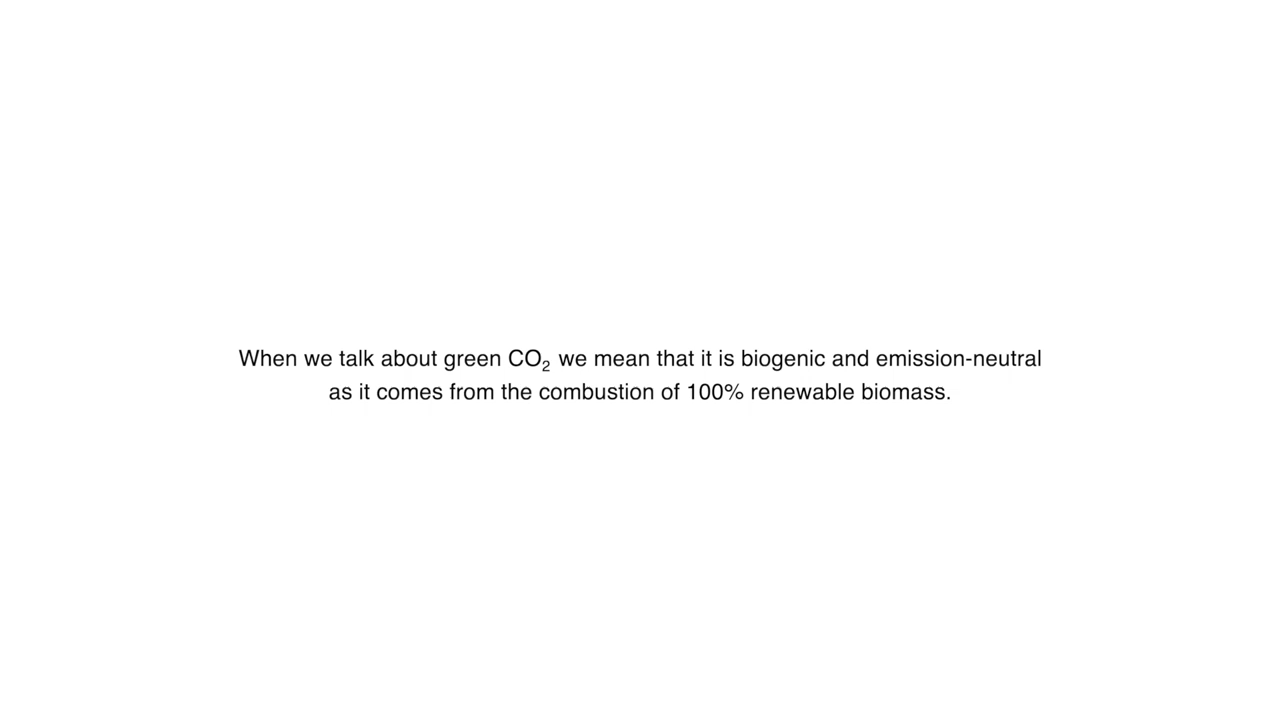 When we talk about green CO₂ we mean that it is biogenic and emission-neutral
as it comes from the combustion of 100% renewable biomass.